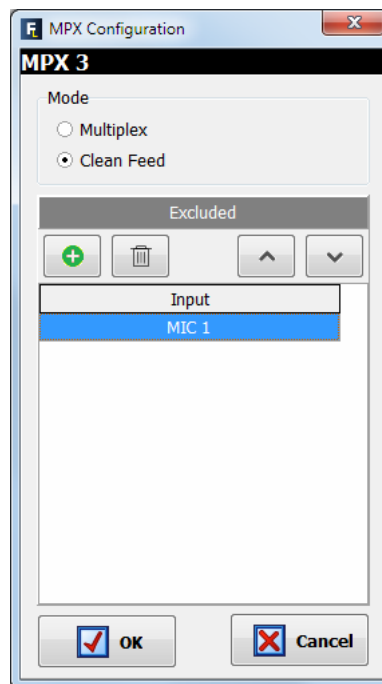 MPX Configuration
MPX 3
Mode
Multiplex
Clean Feed
Excluded
Input
MIC 1
OK
Cancel